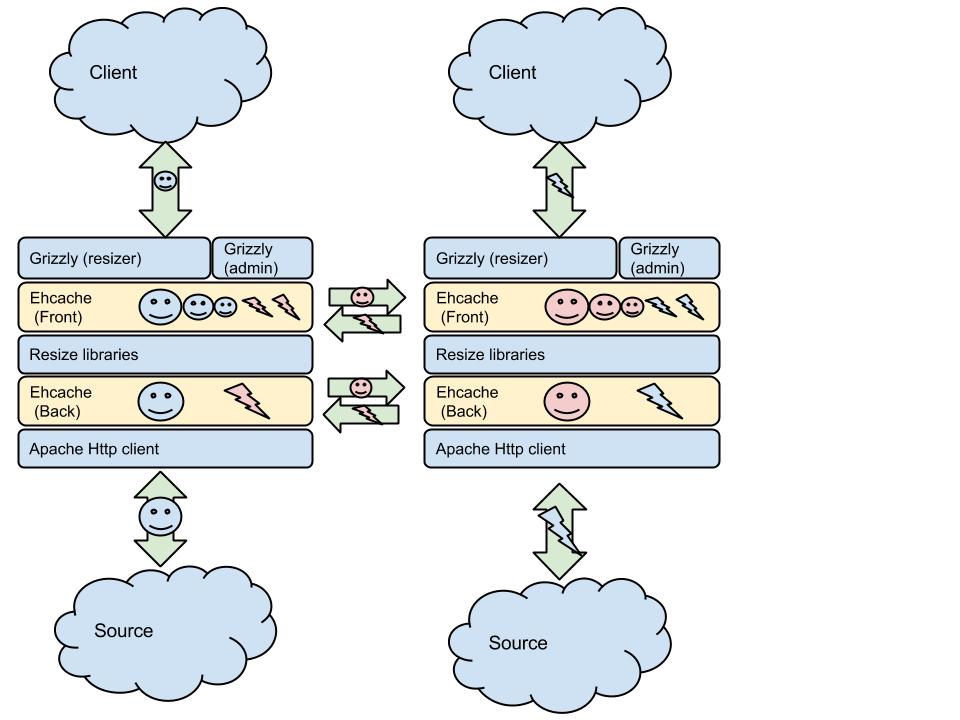 Client
Client
Grizzly (resizer)
Grizzly
(admin)
Grizzly (resizer)
Grizzly
(admin)
Ehcache
(Front)
Ehcache
(Front)
Resize libraries
Resize libraries
Ehcache
(Back)
Ehcache
(Back)
Apache Http client
Apache Http client
Source
Source